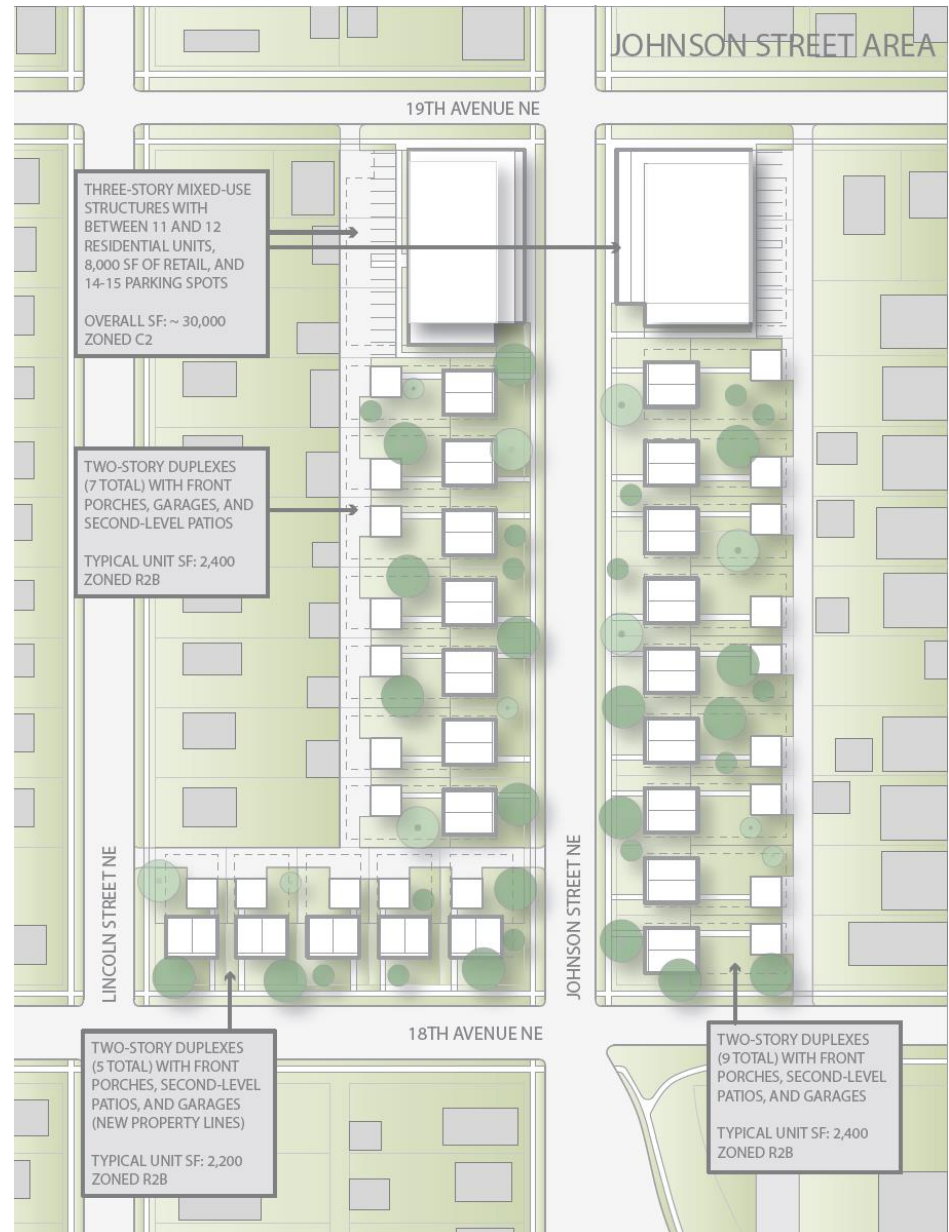 JOHNSON STREET AREA
19TH AVENUE NE
THREE-STORY MIXED-USE
STRUCTURES WITH
BETWEEN 11 AND 12
RESIDENTIAL UNITS,
8,000 SF OF RETAIL, AND
14-15 PARKING SPOTS
OVERALL SF: ~ 30,000
ZONED C2
TWO-STORY DUPLEXES
(7 TOTAL) WITH FRONT
PORCHES, GARAGES, AND
SECOND-LEVEL PATIOS
TYPICAL UNIT SF: 2,400
ZONED R2B
LINCOLN STREET NE
JOHNSON STREET NE
18TH AVENUE NE
TWO-STORY DUPLEXES
(5 TOTAL) WITH FRONT
PORCHES, SECOND-LEVEL
PATIOS, AND GARAGES
(NEW PROPERTY LINES)
TYPICAL UNIT SF: 2,200
ZONED R2B
TWO-STORY DUPLEXES
(9 TOTAL) WITH FRONT
PORCHES, SECOND-LEVEL
PATIOS, AND GARAGES
TYPICAL UNIT SF: 2,400
ZONED R2B